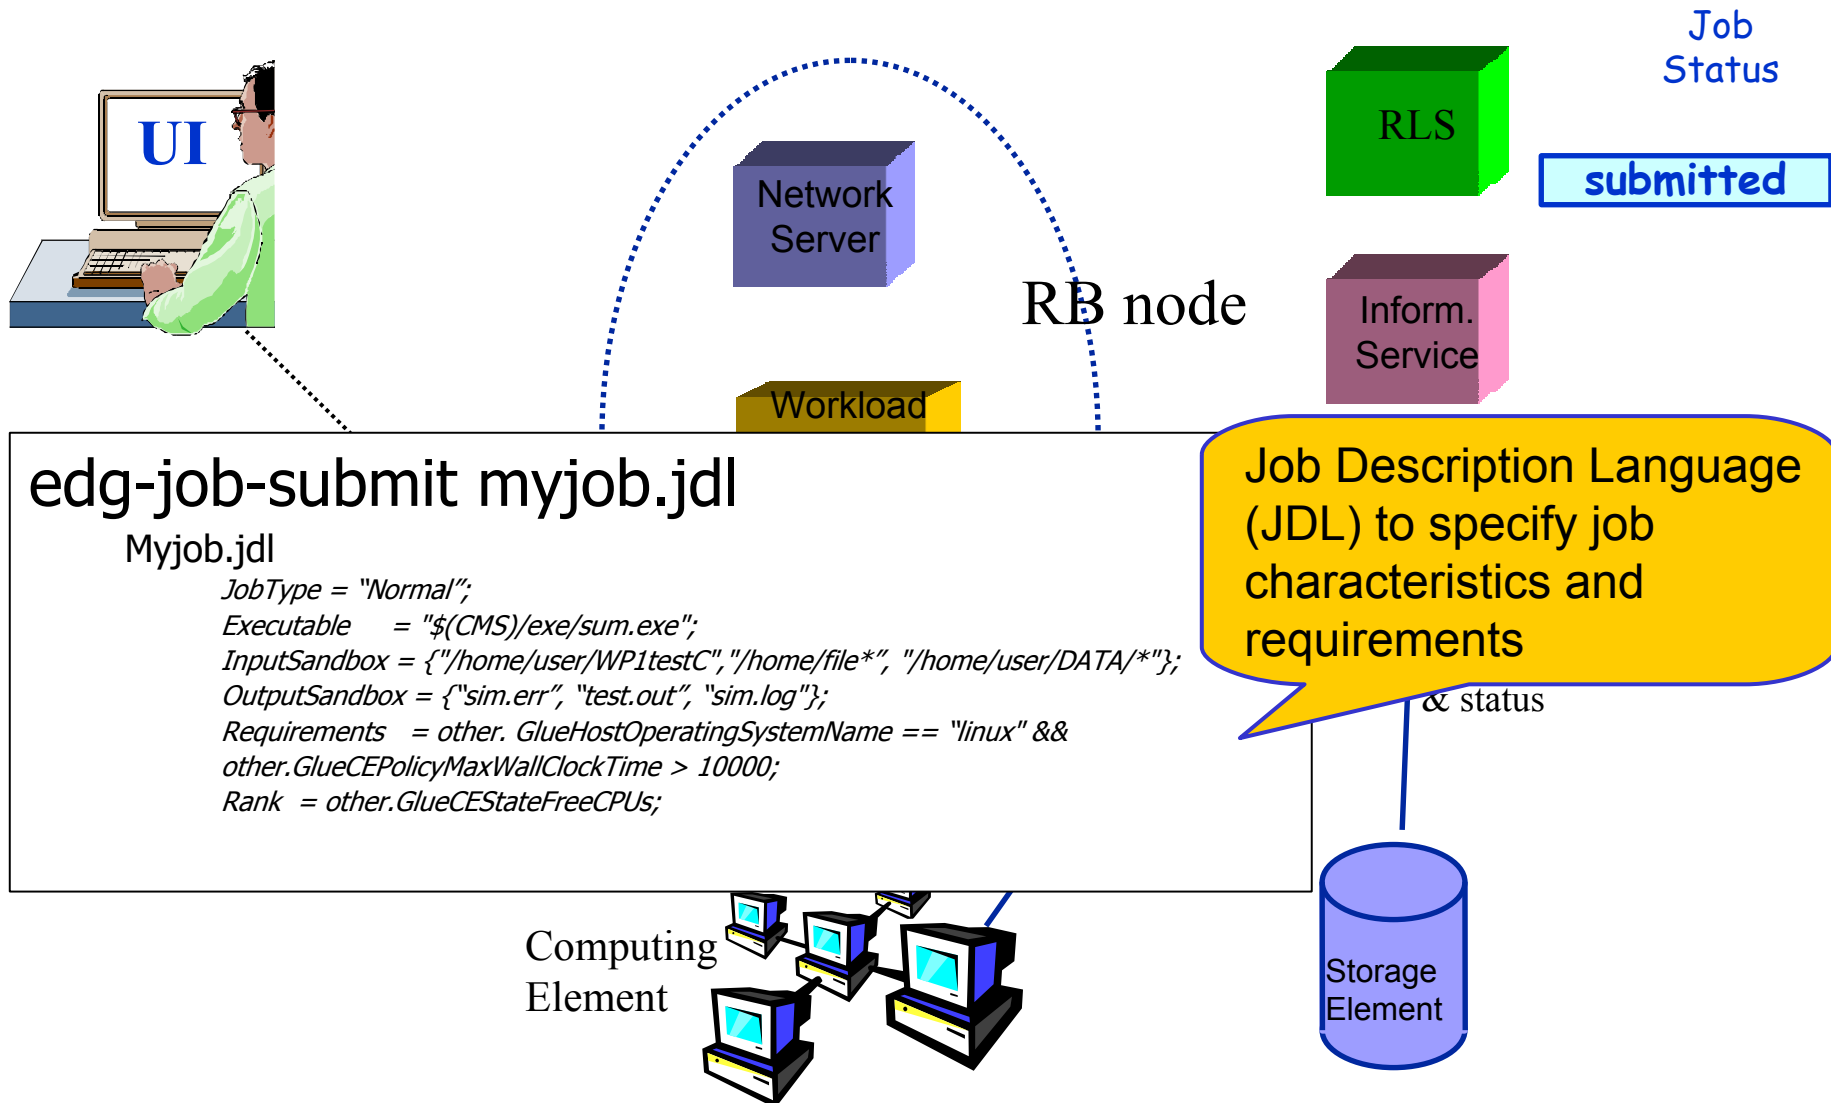 Job
Status
UI
RLS
submitted
Network
Server
RB node
Inform.
Service
Workload
edg-job-submit myjob.jdl
Myjob.jdl
JobType = “Normal”;
Executable = "$(CMS)/exe/sum.exe";
InputSandbox = {"/home/user/WP1testC","/home/file*”, "/home/user/DATA/*"};
OutputSandbox = {“sim.err”, “test.out”, “sim.log"};
Requirements = other. GlueHostOperatingSystemName == “linux" &&
other.GlueCEPolicyMaxWallClockTime > 10000;
Rank = other.GlueCEStateFreeCPUs;
Job Description Language
(JDL) to specify job
characteristics and
requirements
& status
Computing
Element
Storage
Element